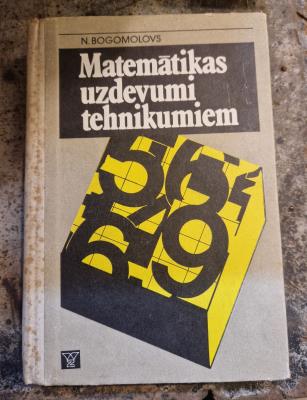 N. BOGOMOLOVS
Matemātikas
uzdevumi
tehnikumiem